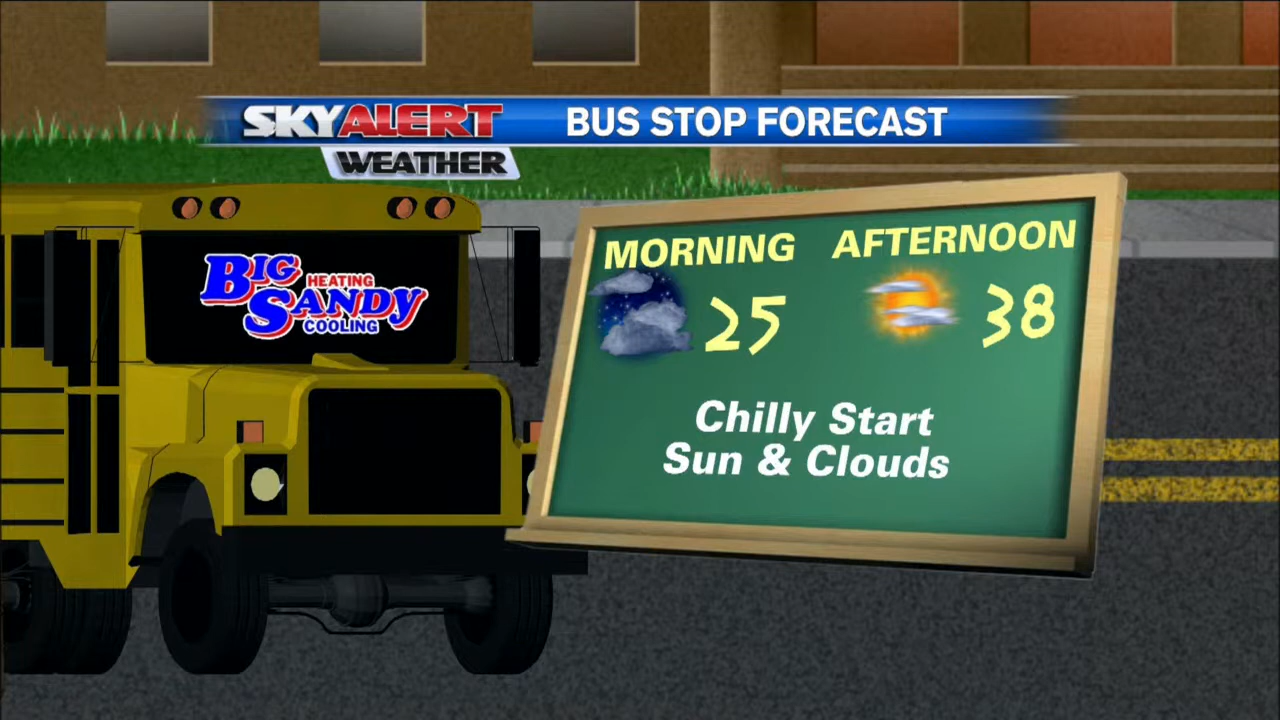 SKYALERT BUS STOP FORECAST
WEATHER
BIG HEATING
SANDY
COOLING
MORNING AFTERNOON
25 38
Chilly Start
Sun & Clouds